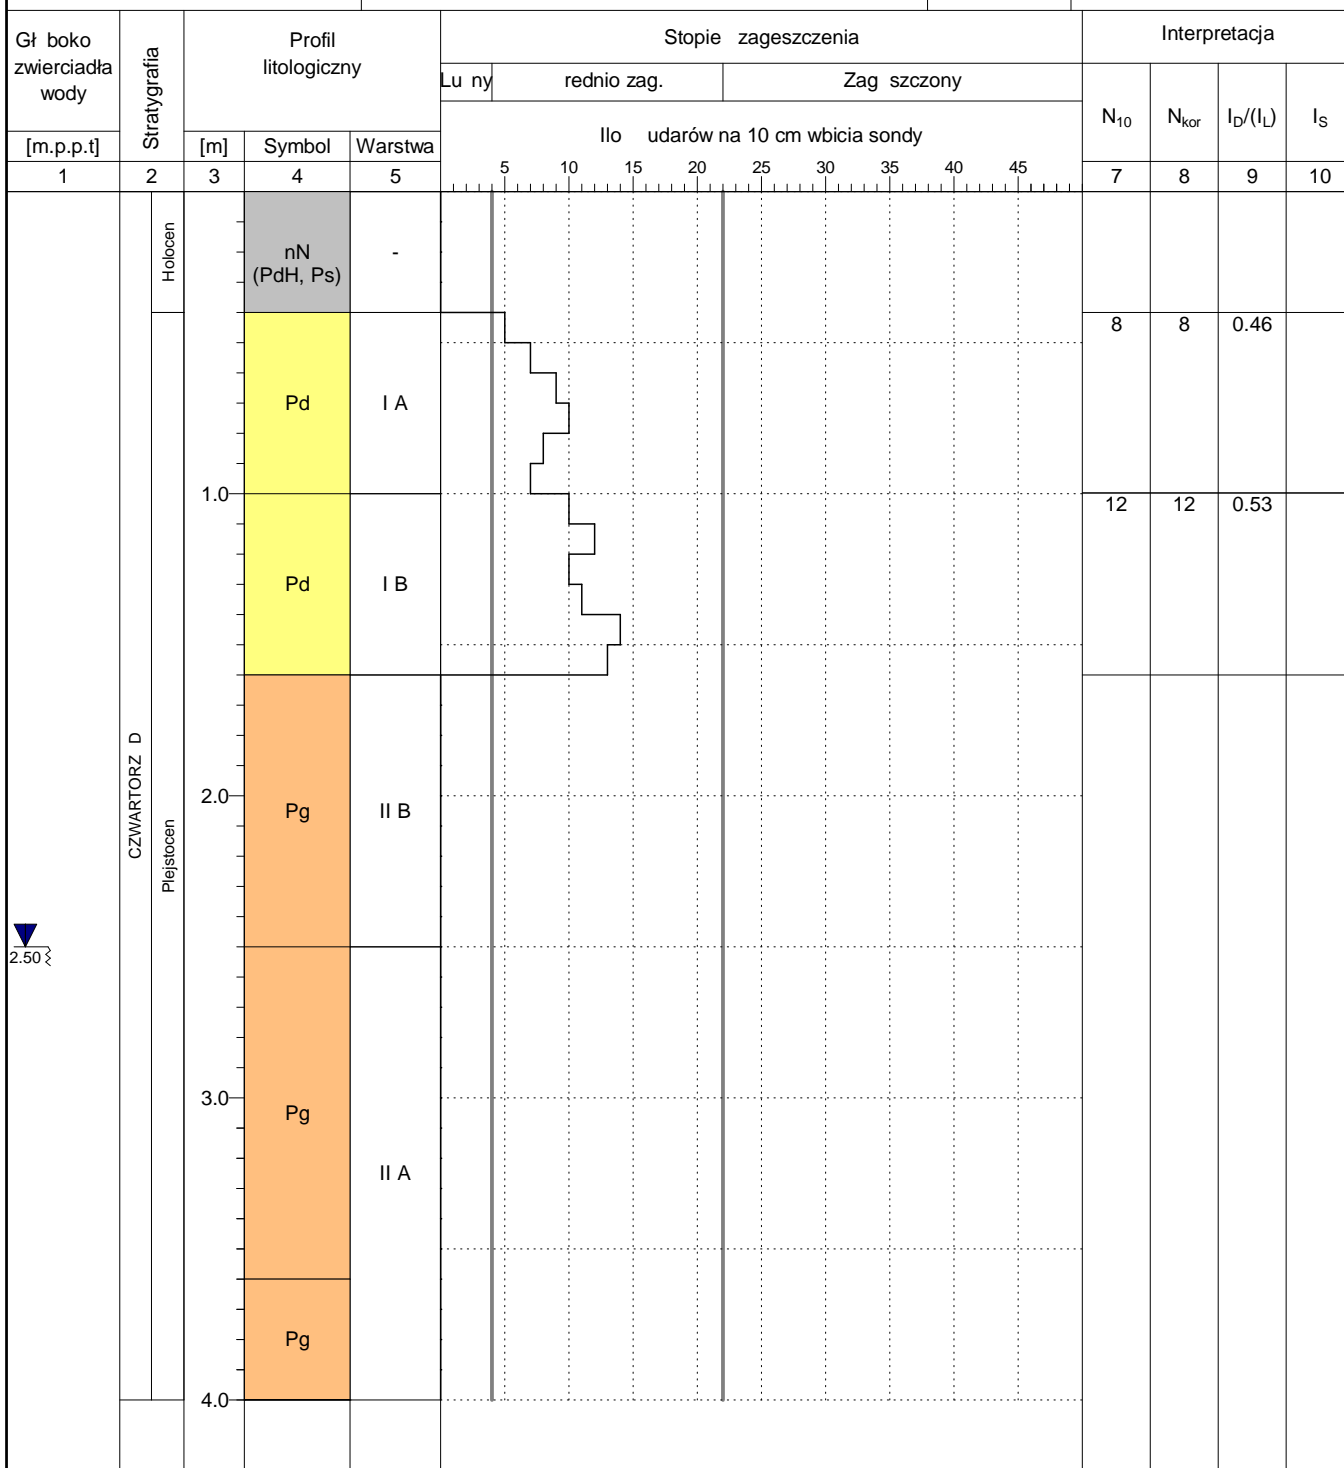 Gł boko
zwierciadła
wody
Stratygrafia
Profil
litologiczny
Stopie zageszczenia
Interpretacja
Lu ny
rednio zag.
Zag szczony
N10
Nkor
ID/(IL)
IS
Ilo udarów na 10 cm wbicia sondy
[m.p.p.t]
[m]
Symbol
Warstwa
5 10 15 20 25 30 35 40 45
1 2 3 4 5 7 8 9 10
Holocen
nN
(PdH, Ps)
-
8 8 0.46
Pd
I A
1.0
12 12 0.53
Pd
I B
CZWARTORZ D
Plejstocen
2.0
Pg
II B
2.50
3.0
Pg
II A
Pg
4.0